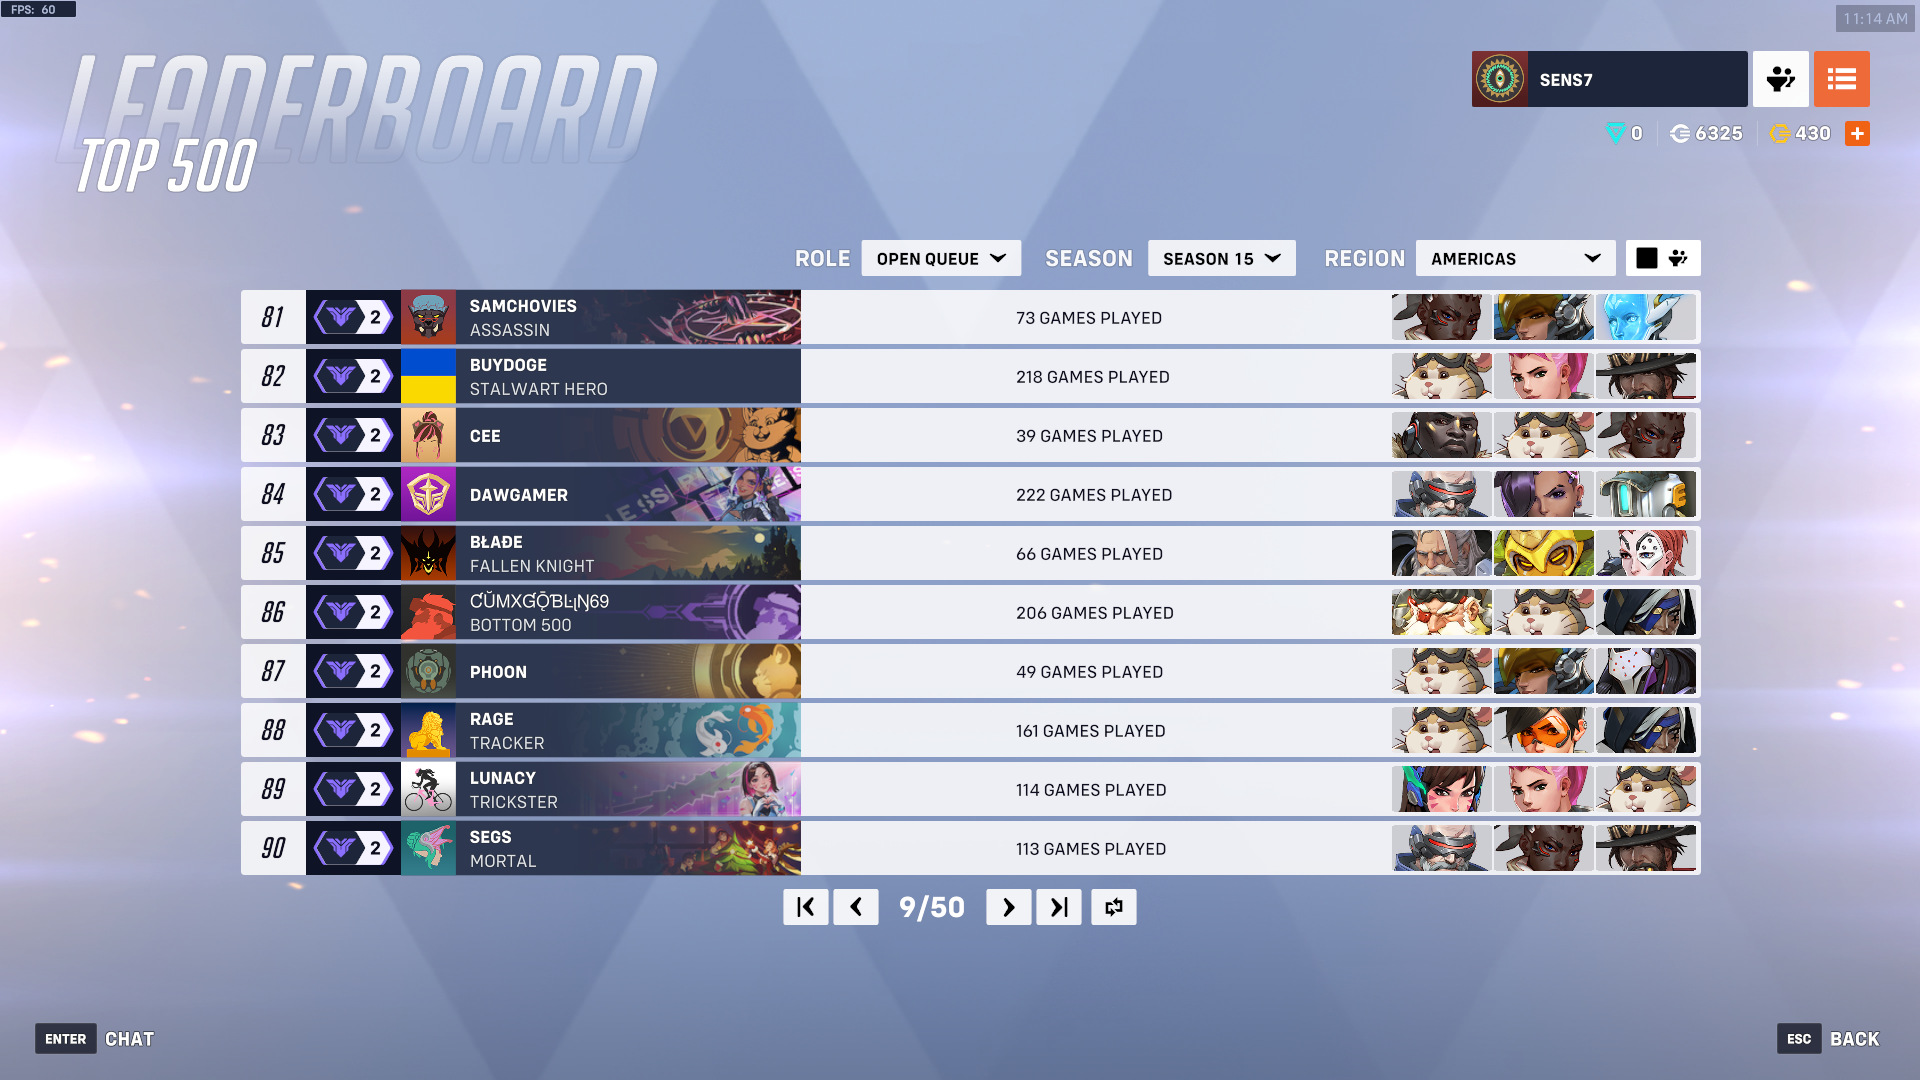 FPS: 60
11:14 AM
LEADERBOARD
TOP 500
SENS7
0 6325 430
ROLE OPEN QUEUE SEASON SEASON 15 REGION AMERICAS
81 2 SAMCHOVIES 73 GAMES PLAYED
ASSASSIN
82 2 BUYDOGE 218 GAMES PLAYED
STALWART HERO
83 2 CEE 39 GAMES PLAYED
84 2 DAWGAMER 222 GAMES PLAYED
85 2 BŁAĐE 66 GAMES PLAYED
FALLEN KNIGHT
86 2 206 GAMES PLAYED
BOTTOM 500
87 2 PHOON 49 GAMES PLAYED
88 2 RAGE 161 GAMES PLAYED
TRACKER
89 2 LUNACY 114 GAMES PLAYED
TRICKSTER
90 2 SEGS 113 GAMES PLAYED
MORTAL
9/50
ENTER CHAT
ESC BACK